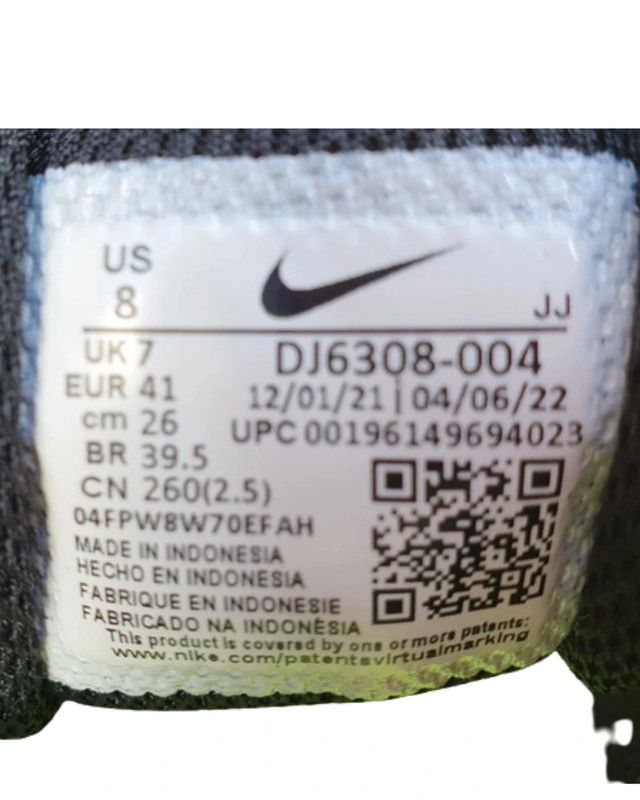 US
8
JJ
UK 7
DJ6308-004
EUR 41
12/01/21 | 04/06/22
cm 26
UPC 00196149694023
BR 39.5
CN 260(2.5)
04FPW8W70EFAH
MADE IN INDONESIA
HECHO EN INDONESIA
FABRIQUE EN INDONESIE
FABRICADO NA INDONÉSIA
This product is covered by one or more patents:
www.nike.com/patentsvirtualmarking